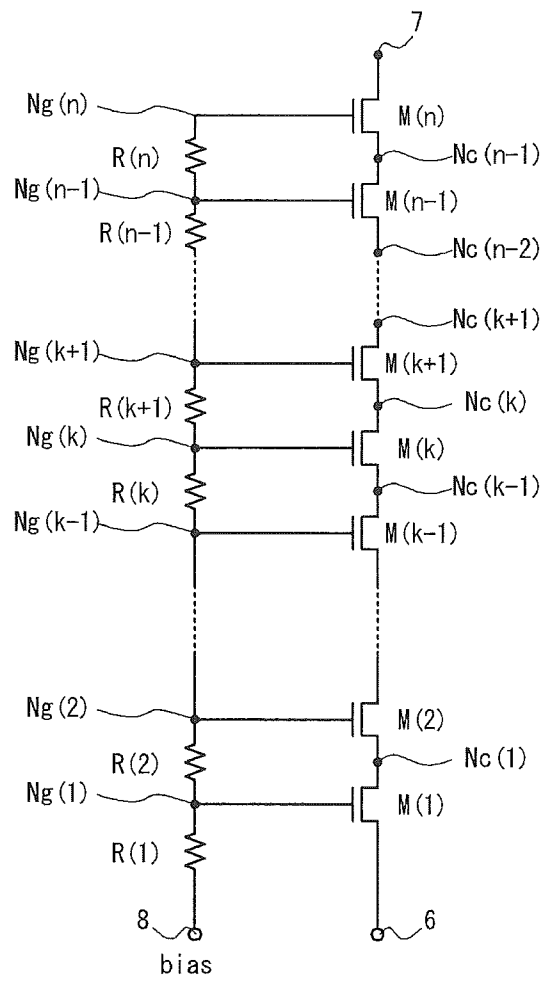 7
Ng(n)
M(n)
R(n)
Nc(n-1)
Ng(n-1)
M(n-1)
R(n-1)
Nc(n-2)
Nc(k+1)
Ng(k+1)
M(k+1)
R(k+1)
Nc(k)
Ng(k)
M(k)
R(k)
Nc(k-1)
Ng(k-1)
M(k-1)
Ng(2)
M(2)
R(2)
Nc(1)
Ng(1)
M(1)
R(1)
8
6
bias